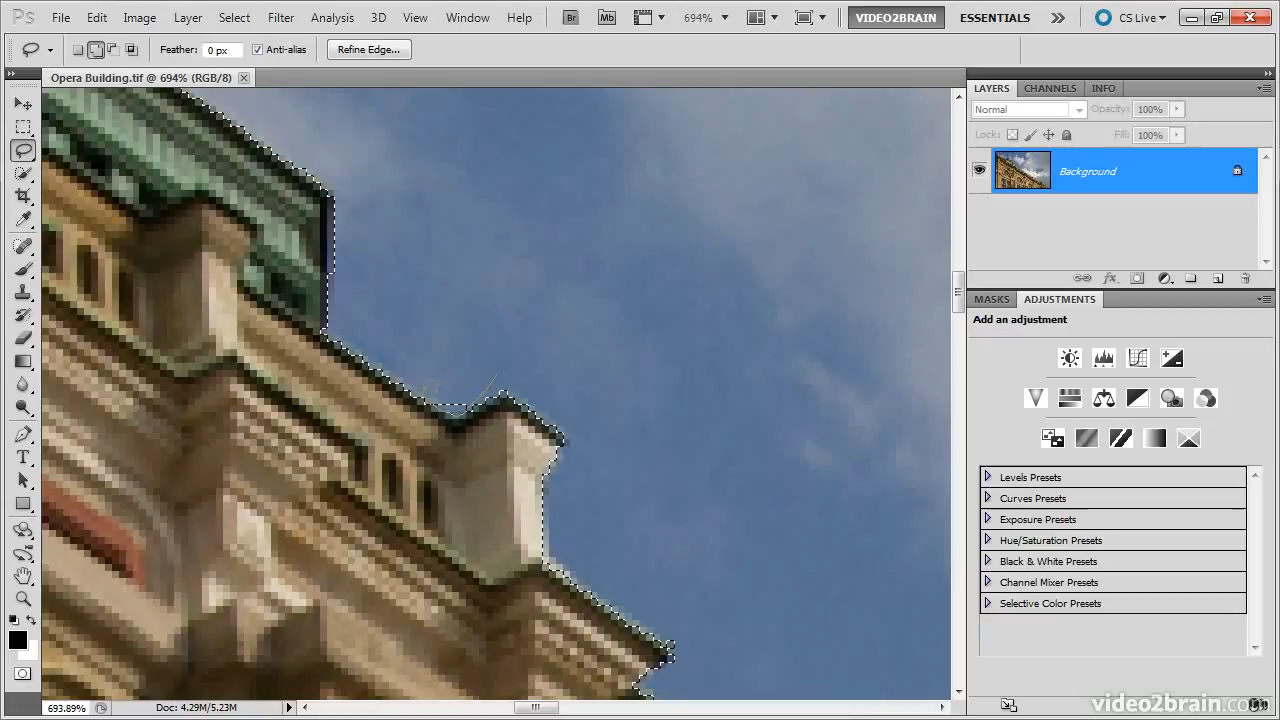 Ps File Edit Image Layer Select Filter Analysis 3D View Window Help Br Mb 694% VIDEO2BRAIN ESSENTIALS CS Live
Feather: 0 px Anti-alias Refine Edge...
Opera Building.tif @ 694% (RGB/8)
LAYERS CHANNELS INFO
Normal Opacity: 100%
Lock: Fill: 100%
Background
fx
MASKS ADJUSTMENTS
Add an adjustment
Levels Presets
Curves Presets
Exposure Presets
Hue/Saturation Presets
Black & White Presets
Channel Mixer Presets
Selective Color Presets
T
693.89% Doc: 4.29M/5.23M
video2brain.com